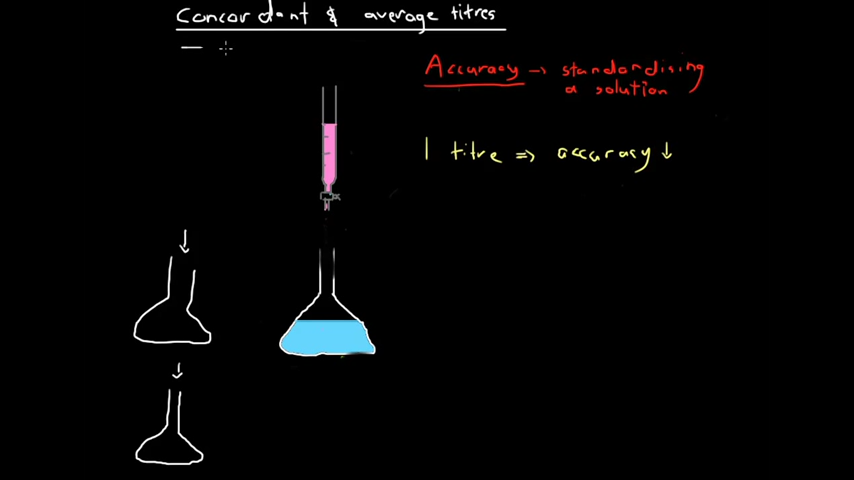 Concordant & average titres
Accuracy → standardising
a solution
1 titre ⇒ accuracy ↓